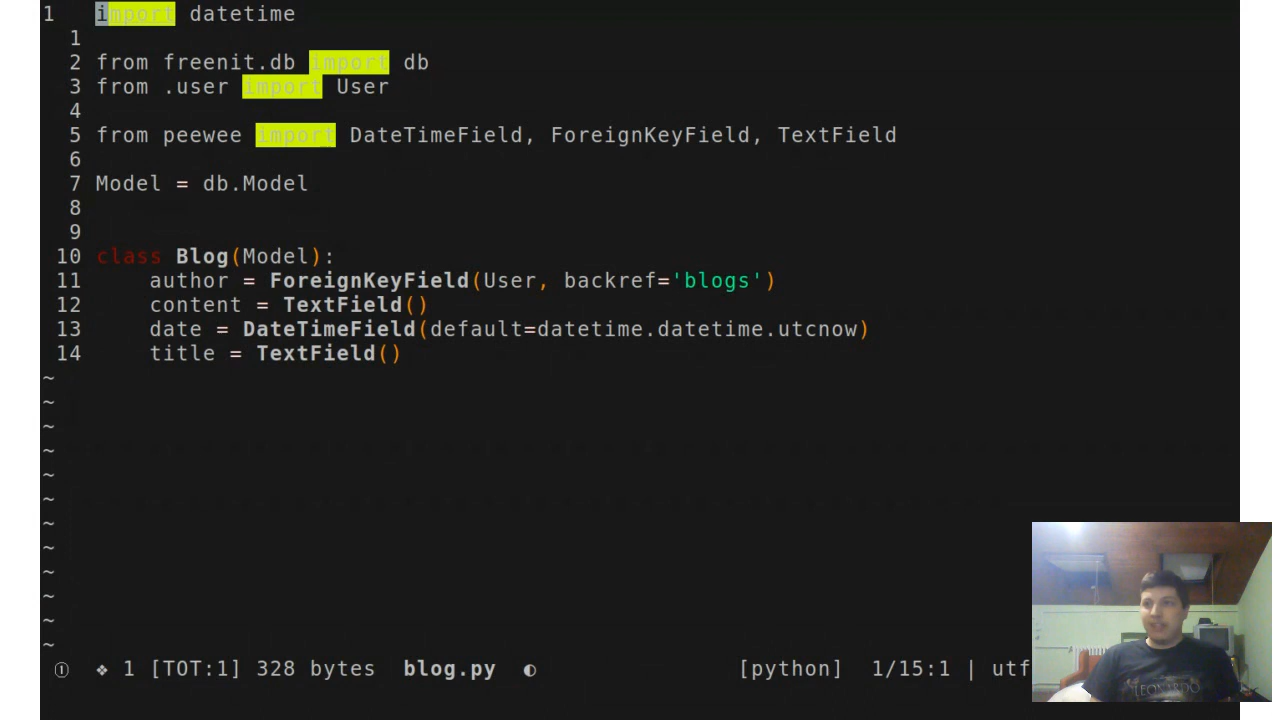 1 import datetime
1
2 from freenit.db import db
3 from .user import User
4
5 from peewee import DateTimeField, ForeignKeyField, TextField
6
7 Model = db.Model
8
9
10 class Blog(Model):
11 author = ForeignKeyField(User, backref='blogs')
12 content = TextField()
13 date = DateTimeField(default=datetime.datetime.utcnow)
14 title = TextField()
~
~
~
~
~
~
~
~
~
~
~
~
① ❖ 1 [TOT:1] 328 bytes blog.py ◐ [python] 1/15:1 | utf
LEONARDO